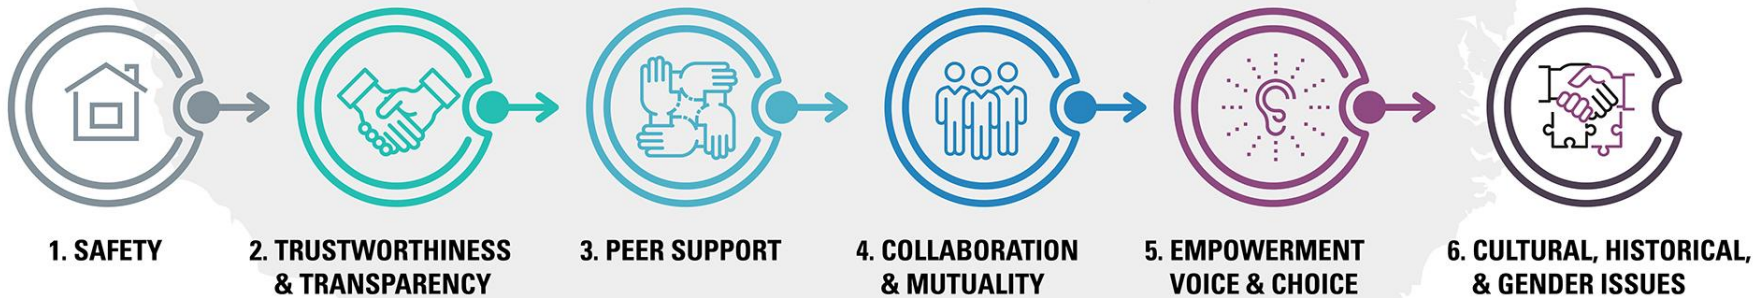 1. SAFETY
2. TRUSTWORTHINESS
& TRANSPARENCY
3. PEER SUPPORT
4. COLLABORATION
& MUTUALITY
5. EMPOWERMENT
VOICE & CHOICE
6. CULTURAL, HISTORICAL,
& GENDER ISSUES